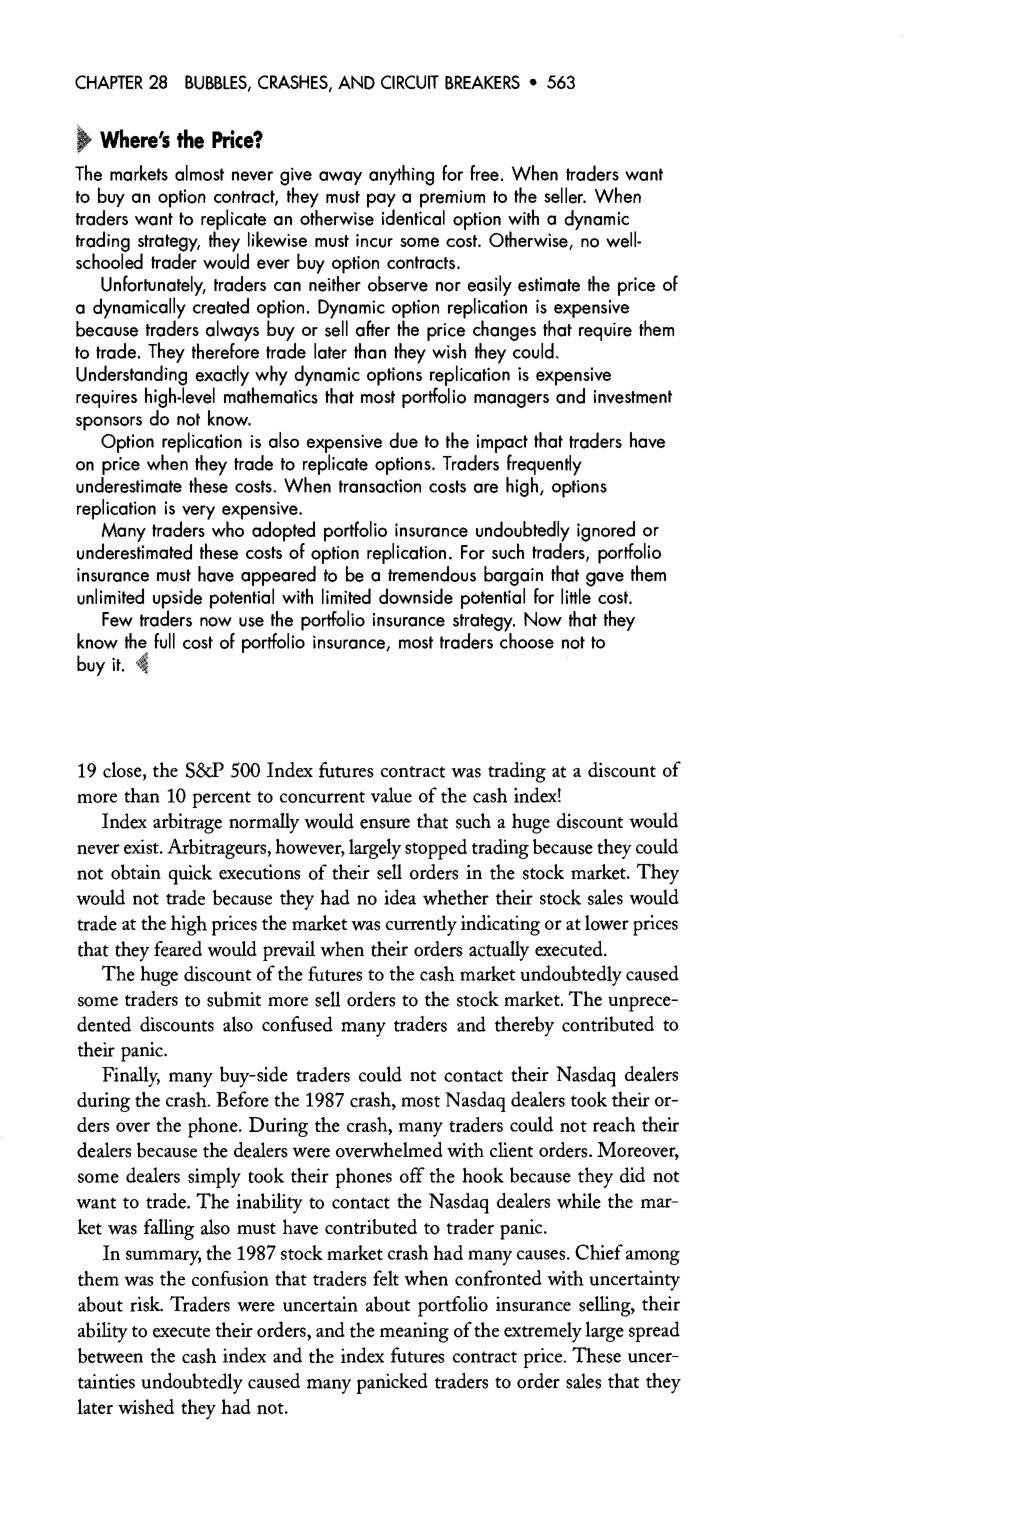 CHAPTER 28 BUBBLES, CRASHES, AND CIRCUIT BREAKERS • 563
Where's the Price?
The markets almost never give away anything for free. When traders want
to buy an option contract, they must pay a premium to the seller. When
traders want to replicate an otherwise identical option with a dynamic
trading strategy, they likewise must incur some cost. Otherwise, no well-
schooled trader would ever buy option contracts.
Unfortunately, traders can neither observe nor easily estimate the price of
a dynamically created option. Dynamic option replication is expensive
because traders always buy or sell after the price changes that require them
to trade. They therefore trade later than they wish they could.
Understanding exactly why dynamic options replication is expensive
requires high-level mathematics that most portfolio managers and investment
sponsors do not know.
Option replication is also expensive due to the impact that traders have
on price when they trade to replicate options. Traders frequently
underestimate these costs. When transaction costs are high, options
replication is very expensive.
Many traders who adopted portfolio insurance undoubtedly ignored or
underestimated these costs of option replication. For such traders, portfolio
insurance must have appeared to be a tremendous bargain that gave them
unlimited upside potential with limited downside potential for little cost.
Few traders now use the portfolio insurance strategy. Now that they
know the full cost of portfolio insurance, most traders choose not to
buy it.
19 close, the S&P 500 Index futures contract was trading at a discount of
more than 10 percent to concurrent value of the cash index!
Index arbitrage normally would ensure that such a huge discount would
never exist. Arbitrageurs, however, largely stopped trading because they could
not obtain quick executions of their sell orders in the stock market. They
would not trade because they had no idea whether their stock sales would
trade at the high prices the market was currently indicating or at lower prices
that they feared would prevail when their orders actually executed.
The huge discount of the futures to the cash market undoubtedly caused
some traders to submit more sell orders to the stock market. The unprece-
dented discounts also confused many traders and thereby contributed to
their panic.
Finally, many buy-side traders could not contact their Nasdaq dealers
during the crash. Before the 1987 crash, most Nasdaq dealers took their or-
ders over the phone. During the crash, many traders could not reach their
dealers because the dealers were overwhelmed with client orders. Moreover,
some dealers simply took their phones off the hook because they did not
want to trade. The inability to contact the Nasdaq dealers while the mar-
ket was falling also must have contributed to trader panic.
In summary, the 1987 stock market crash had many causes. Chief among
them was the confusion that traders felt when confronted with uncertainty
about risk. Traders were uncertain about portfolio insurance selling, their
ability to execute their orders, and the meaning of the extremely large spread
between the cash index and the index futures contract price. These uncer-
tainties undoubtedly caused many panicked traders to order sales that they
later wished they had not.